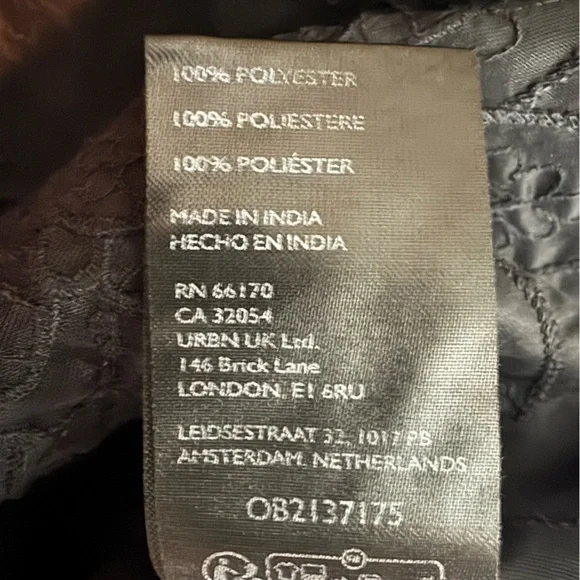 100% POLYESTER
100% POLIESTERE
100% POLIÉSTER
MADE IN INDIA
HECHO EN INDIA
RN 66170
CA 32054
URBN UK Ltd.
146 Brick Lane
LONDON, E1 6RU
LEIDSESTRAAT 32, 1017 PB
AMSTERDAM, NETHERLANDS
OB2137175
FR